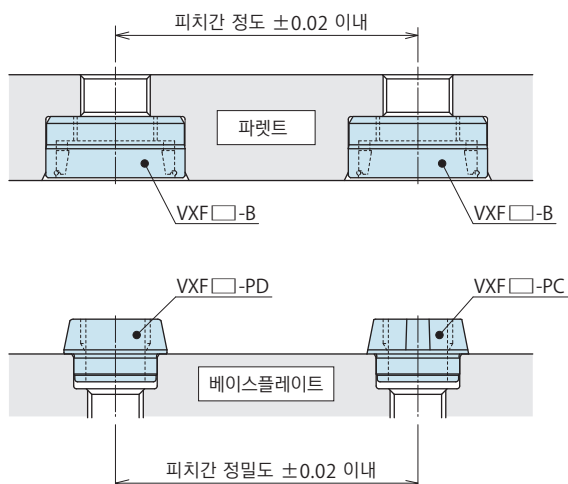 피치간 정도 ±0.02 이내
파렛트
VXF□-B
VXF□-B
VXF□-PD
VXF□-PC
베이스플레이트
피치간 정밀도 ±0.02 이내